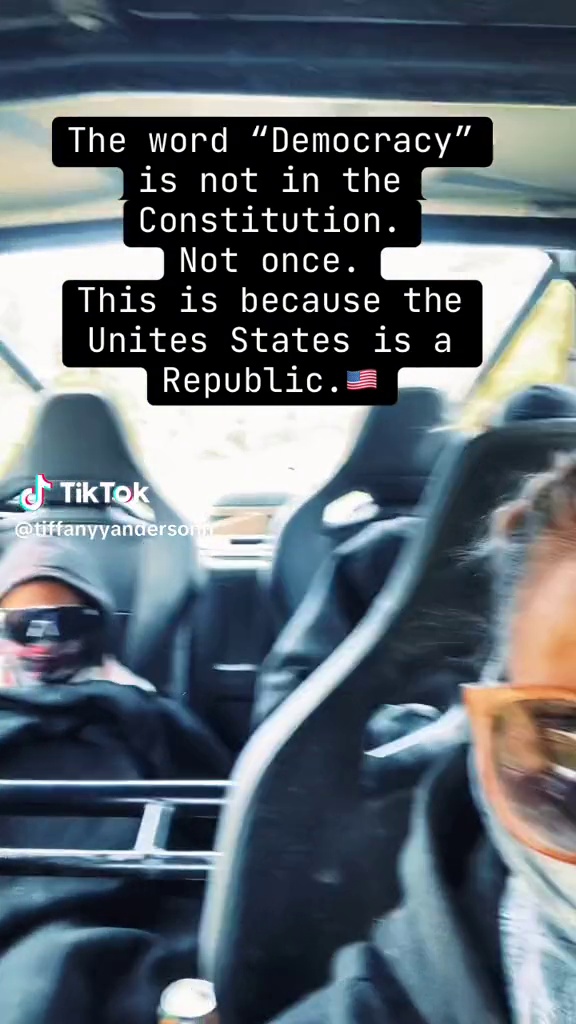 The word “Democracy”
is not in the
Constitution.
Not once.
This is because the
Unites States is a
Republic.🇺🇸
TikTok
@tiffanyyandersonn